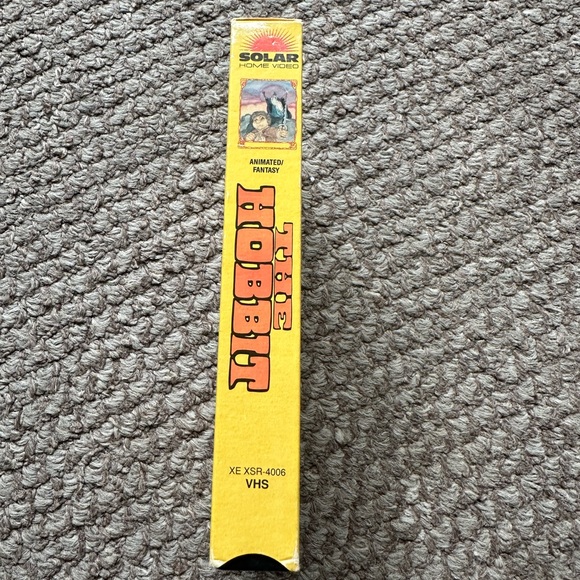 SOLAR
HOME VIDEO
ANIMATED/
FANTASY
THE
HOBBIT
XE XSR-4006
VHS